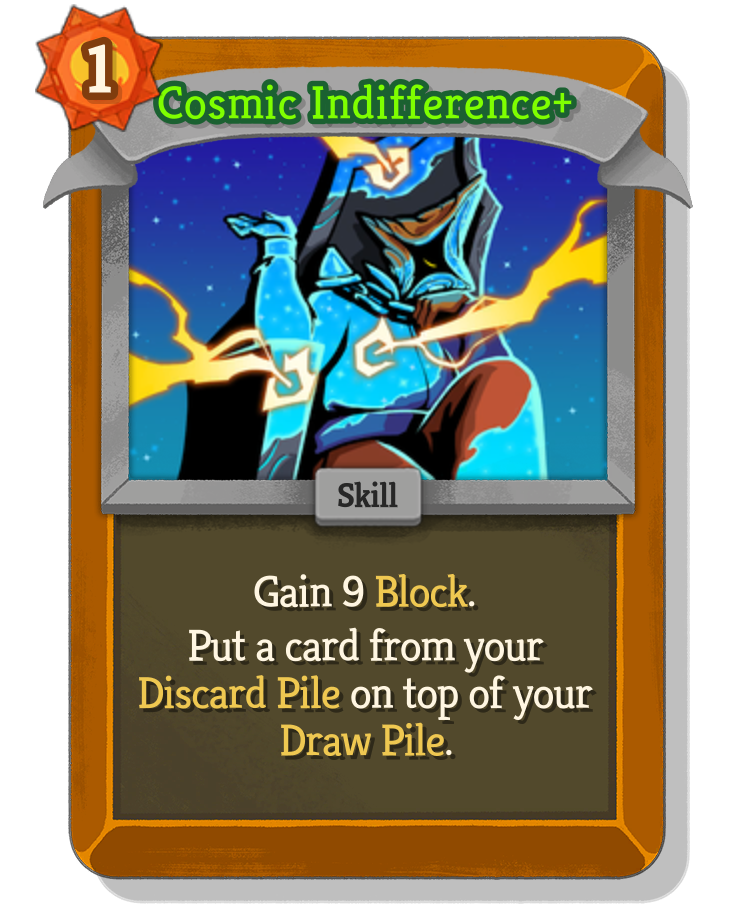 1
Cosmic Indifference+
Skill
Gain 9 Block.
Put a card from your
Discard Pile on top of your
Draw Pile.